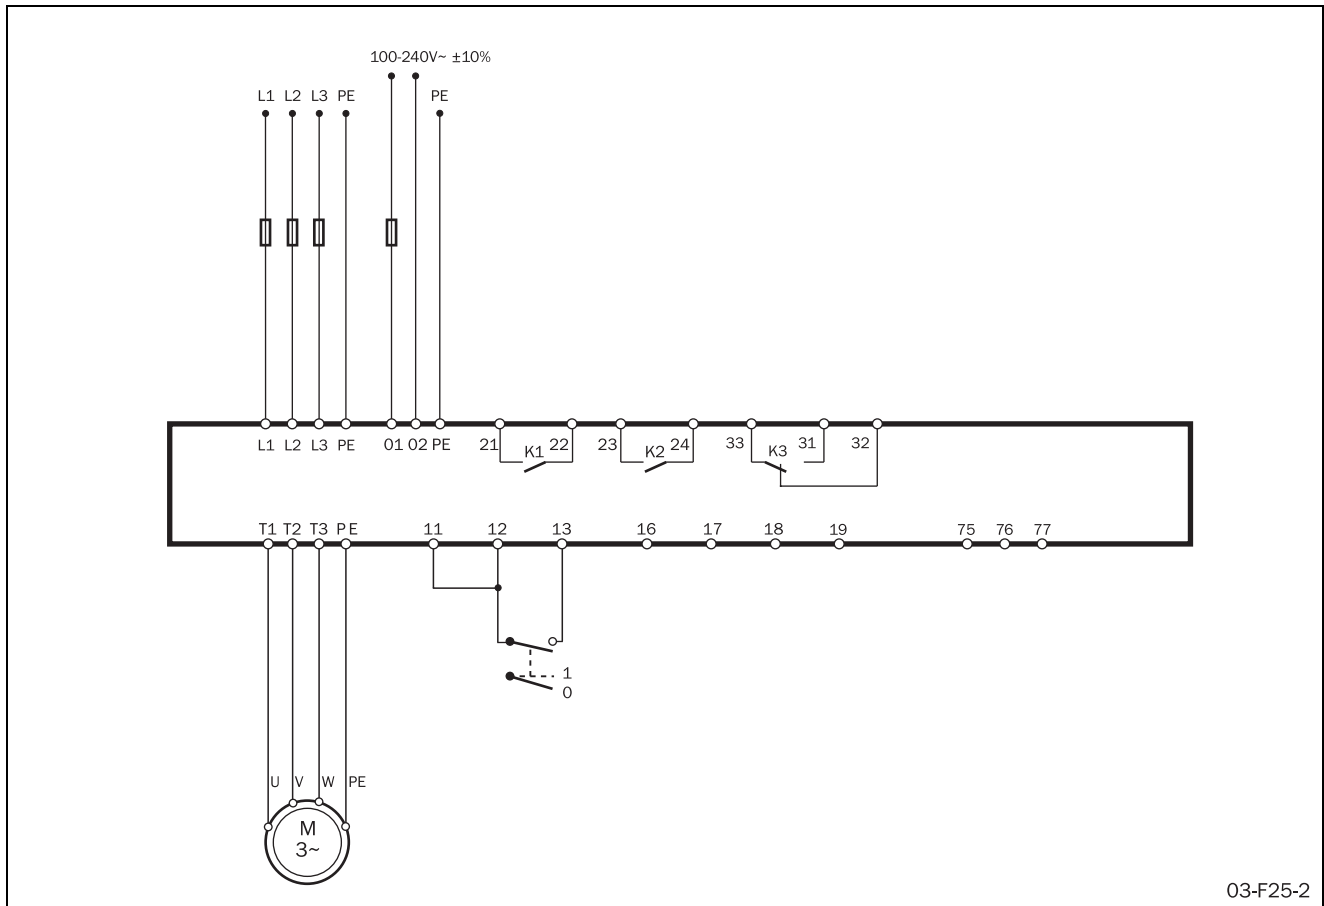 100-240V~ ±10%
L1 L2 L3 PE
PE
L1 L2 L3 PE 01 02 PE 21 K1 22 23 K2 24 33 K3 31 32
T1 T2 T3 PE 11 12 13 16 17 18 19 75 76 77
1
0
U V W PE
M
3~
03-F25-2